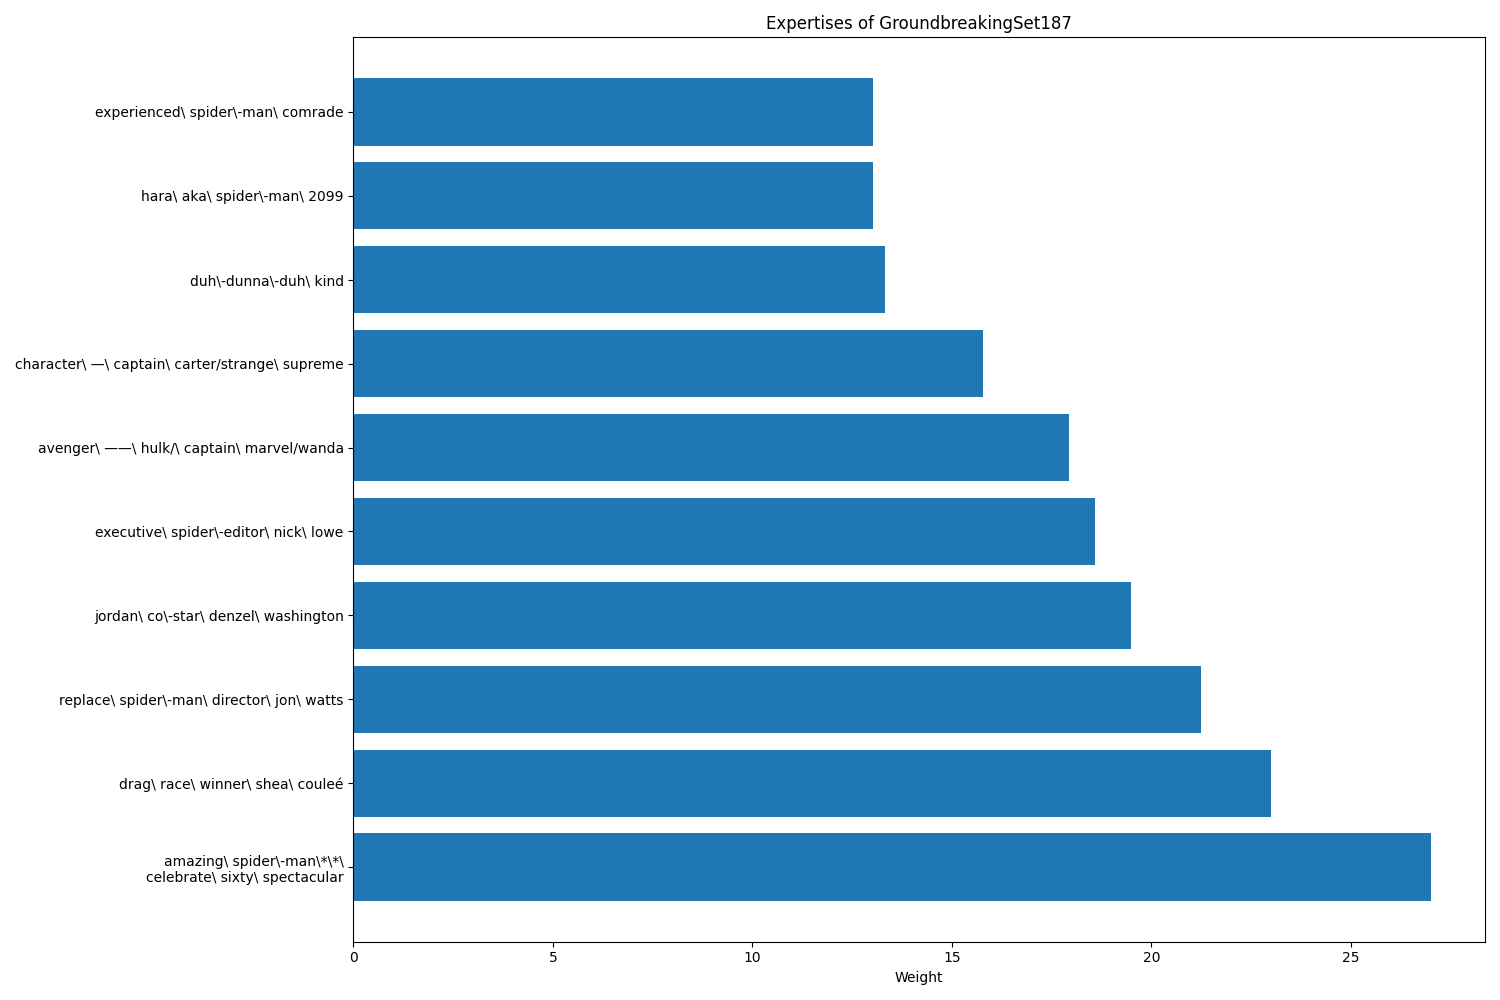 Expertises of GroundbreakingSet187
experienced\ spider\-man\ comrade
hara\ aka\ spider\-man\ 2099
duh\-dunna\-duh\ kind
character\ —\ captain\ carter/strange\ supreme
avenger\ ——\ hulk/\ captain\ marvel/wanda
executive\ spider\-editor\ nick\ lowe
jordan\ co\-star\ denzel\ washington
replace\ spider\-man\ director\ jon\ watts
drag\ race\ winner\ shea\ couleé
amazing\ spider\-man\*\*\
celebrate\ sixty\ spectacular
0 5 10 15 20 25
Weight